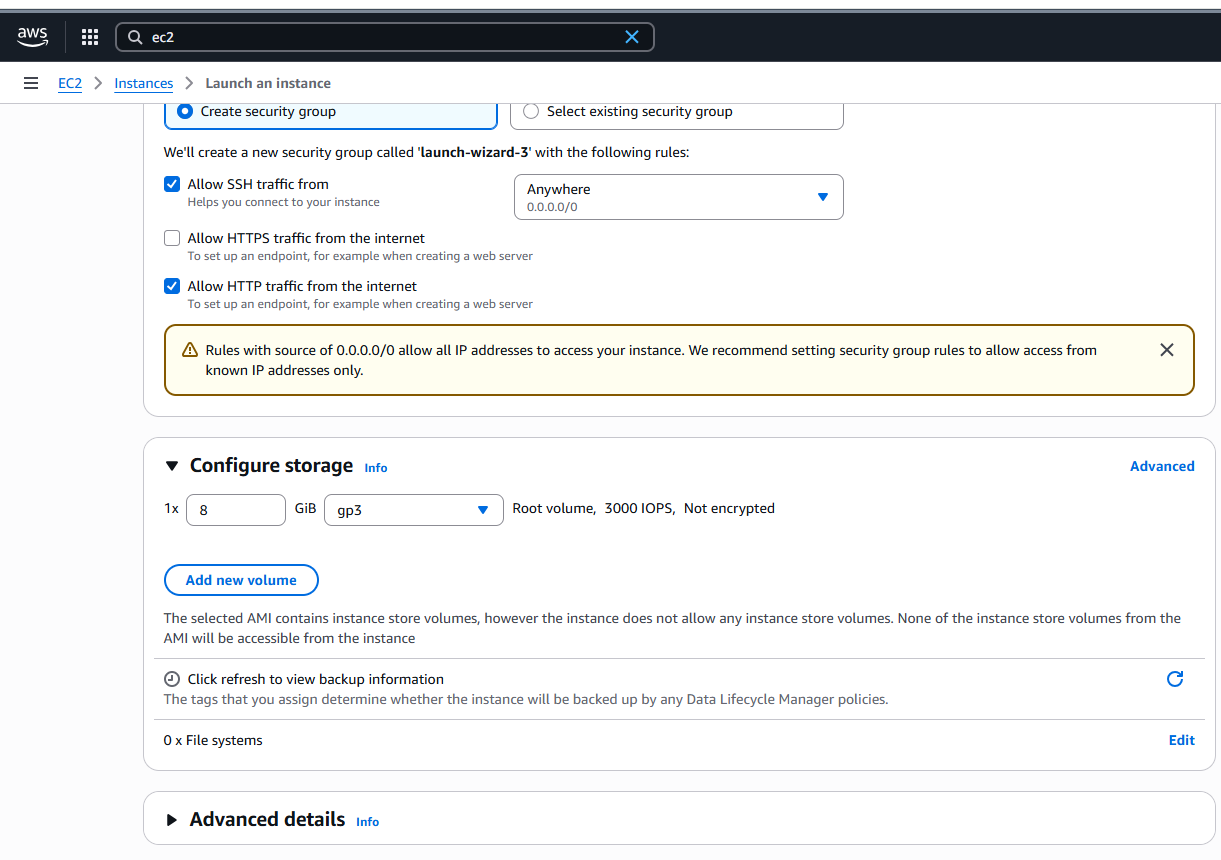 aws
ec2
EC2 Instances Launch an instance
Create security group Select existing security group
We'll create a new security group called 'launch-wizard-3' with the following rules:
Allow SSH traffic from
Helps you connect to your instance
Anywhere
0.0.0.0/0
Allow HTTPS traffic from the internet
To set up an endpoint, for example when creating a web server
Allow HTTP traffic from the internet
To set up an endpoint, for example when creating a web server
Rules with source of 0.0.0.0/0 allow all IP addresses to access your instance. We recommend setting security group rules to allow access from
known IP addresses only.
Configure storage Info Advanced
1x 8 GiB gp3 Root volume, 3000 IOPS, Not encrypted
Add new volume
The selected AMI contains instance store volumes, however the instance does not allow any instance store volumes. None of the instance store volumes from the
AMI will be accessible from the instance
Click refresh to view backup information
The tags that you assign determine whether the instance will be backed up by any Data Lifecycle Manager policies.
0 x File systems Edit
Advanced details Info